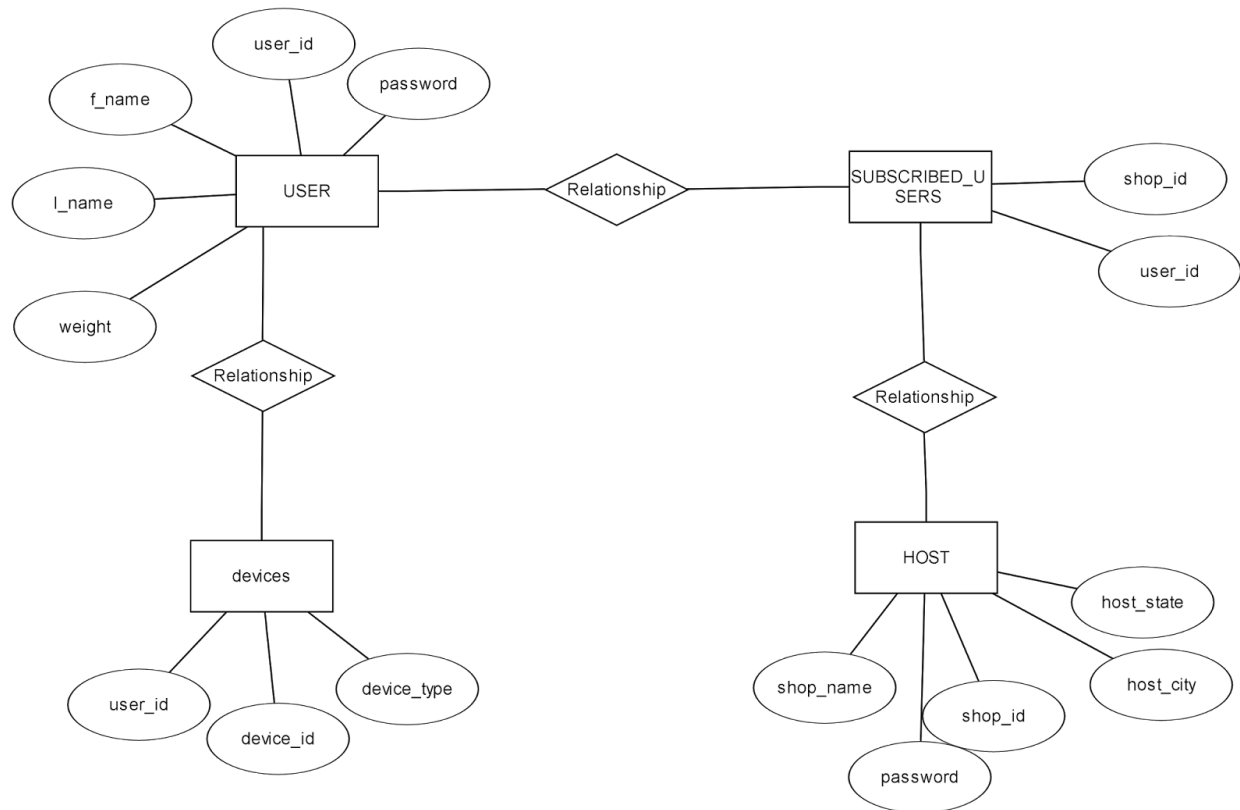 user_id
password
f_name
USER
Relationship
SUBSCRIBED_U
SERS
shop_id
l_name
user_id
weight
Relationship
Relationship
devices
HOST
host_state
shop_name
host_city
device_type
user_id
shop_id
device_id
password